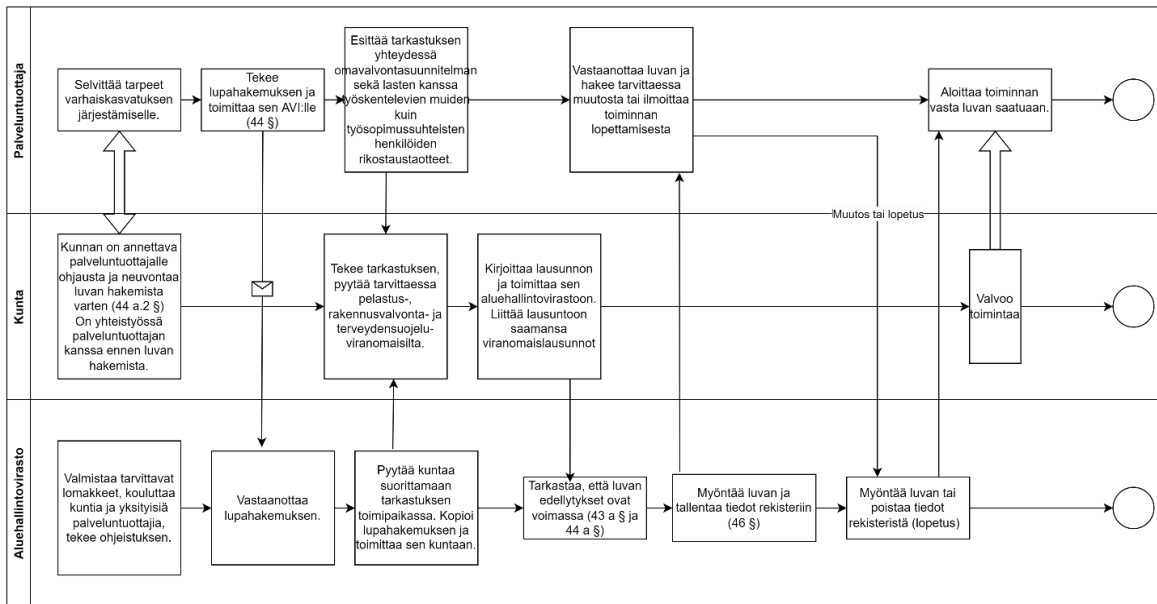 Palveluntuottaja
Selvittää tarpeet
varhaiskasvatuksen
järjestämiselle.
Tekee
lupahakemuksen ja
toimittaa sen AVI:lle
(44 §)
Esittää tarkastuksen
yhteydessä
omavalvontasuunnitelman
sekä lasten kanssa
työskentelevien muiden
kuin
työsopimussuhteisten
henkilöiden
rikostaustaotteet.
Vastaanottaa luvan ja
hakee tarvittaessa
muutosta tai ilmoittaa
toiminnan
lopettamisesta
Aloittaa toiminnan
vasta luvan saatuaan.
Muutos tai lopetus
Kunta
Kunnan on annettava
palveluntuottajalle
ohjausta ja neuvontaa
luvan hakemista
varten (44 a.2 §)
On yhteistyössä
palveluntuottajan
kanssa ennen luvan
hakemista.
Tekee tarkastuksen,
pyytää tarvittaessa
pelastus-,
rakennusvalvonta- ja
terveydensuojelu-
viranomaisilta.
Kirjoittaa lausunnon
ja toimittaa sen
aluehallintovirastoon.
Liittää lausuntoon
saamansa
viranomaislausunnot
Valvoo
toimintaa
Aluehallintovirasto
Valmistaa tarvittavat
lomakkeet, kouluttaa
kuntia ja yksityisiä
palveluntuottajia,
tekee ohjeistuksen.
Vastaanottaa
lupahakemuksen.
Pyytää kuntaa
suorittamaan
tarkastuksen
toimipaikassa. Kopioi
lupahakemuksen ja
toimittaa sen kuntaan.
Tarkastaa, että luvan
edellytykset ovat
voimassa (43 a § ja
44 a §)
Myöntää luvan ja
tallentaa tiedot rekisteriin
(46 §)
Myöntää luvan tai
poistaa tiedot
rekisteristä (lopetus)